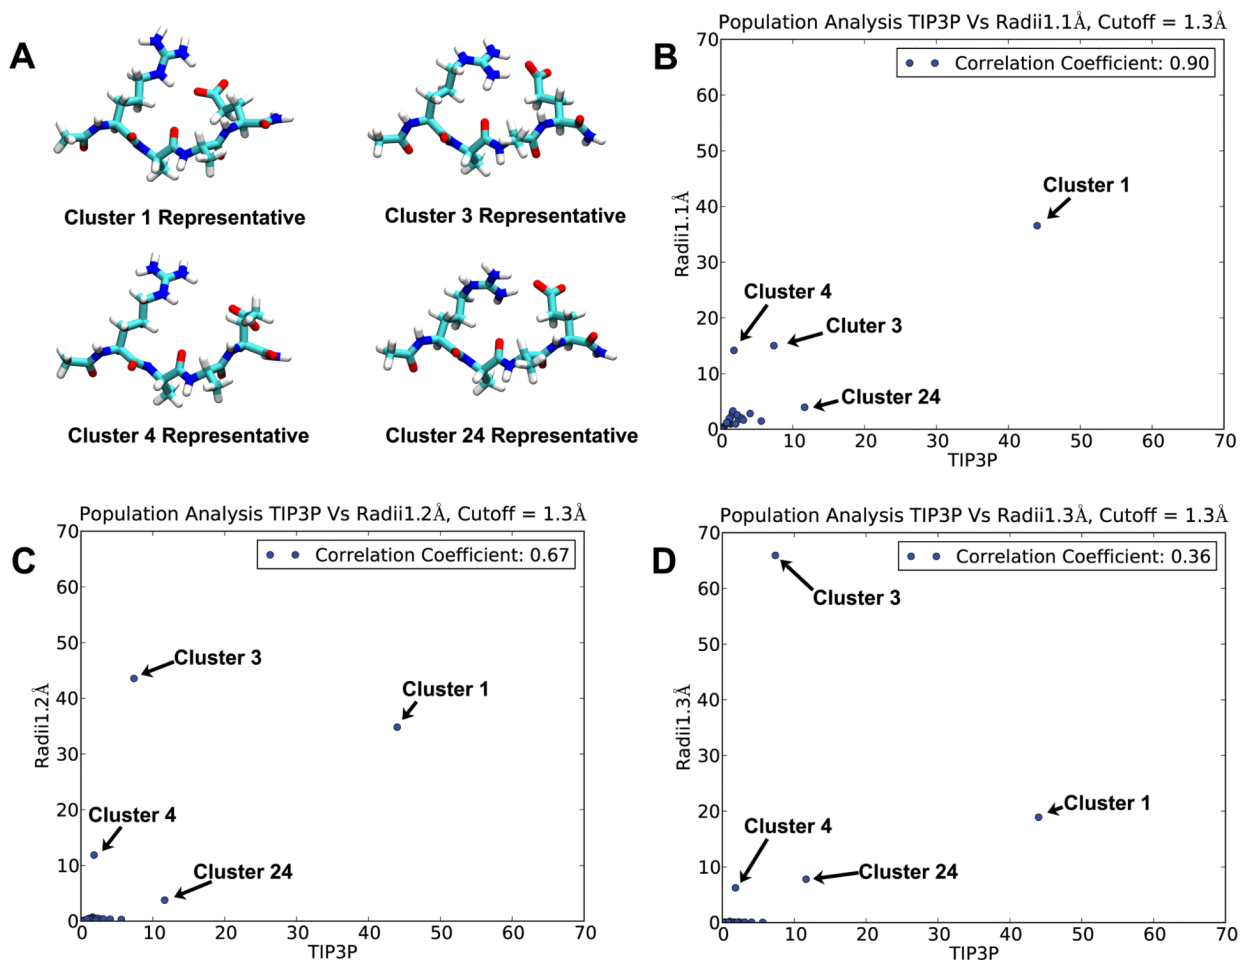 A
Cluster 1 Representative
Cluster 3 Representative
Cluster 4 Representative
Cluster 24 Representative
B
Population Analysis TIP3P Vs Radii1.1Å, Cutoff = 1.3Å
Correlation Coefficient: 0.90
Cluster 1
Cluster 4
Cluter 3
Cluster 24
Radii1.1Å
70
60
50
40
30
20
10
0
0 10 20 30 40 50 60 70
TIP3P
C
Population Analysis TIP3P Vs Radii1.2Å, Cutoff = 1.3Å
Correlation Coefficient: 0.67
Cluster 3
Cluster 1
Cluster 4
Cluster 24
Radii1.2Å
70
60
50
40
30
20
10
0
0 10 20 30 40 50 60 70
TIP3P
D
Population Analysis TIP3P Vs Radii1.3Å, Cutoff = 1.3Å
Correlation Coefficient: 0.36
Cluster 3
Cluster 1
Cluster 4
Cluster 24
Radii1.3Å
70
60
50
40
30
20
10
0
0 10 20 30 40 50 60 70
TIP3P